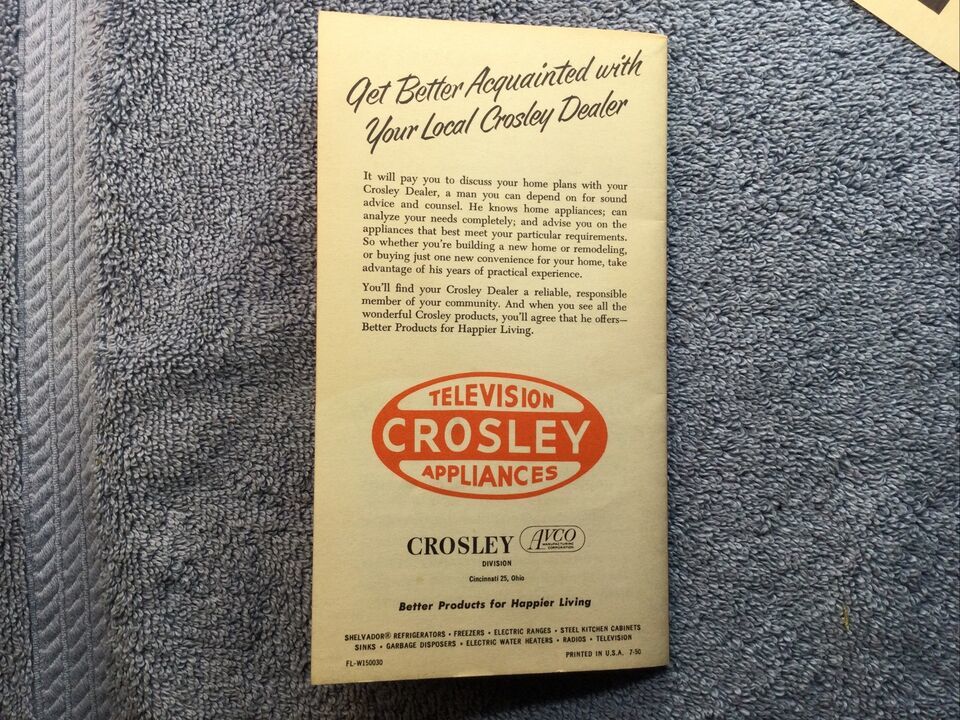 Get Better Acquainted with
Your Local Crosley Dealer
It will pay you to discuss your home plans with your
Crosley Dealer, a man you can depend on for sound
advice and counsel. He knows home appliances; can
analyze your needs completely; and advise you on the
appliances that best meet your particular requirements.
So whether you're building a new home or remodeling,
or buying just one new convenience for your home, take
advantage of his years of practical experience.
You'll find your Crosley Dealer a reliable, responsible
member of your community. And when you see all the
wonderful Crosley products, you'll agree that he offers—
Better Products for Happier Living.
TELEVISION
CROSLEY
APPLIANCES
CROSLEY AVCO
MANUFACTURING
CORPORATION
DIVISION
Cincinnati 25, Ohio
Better Products for Happier Living
SHELVADOR® REFRIGERATORS • FREEZERS • ELECTRIC RANGES • STEEL KITCHEN CABINETS
SINKS • GARBAGE DISPOSERS • ELECTRIC WATER HEATERS • RADIOS • TELEVISION
FL-W150030 PRINTED IN U.S.A. 7-50